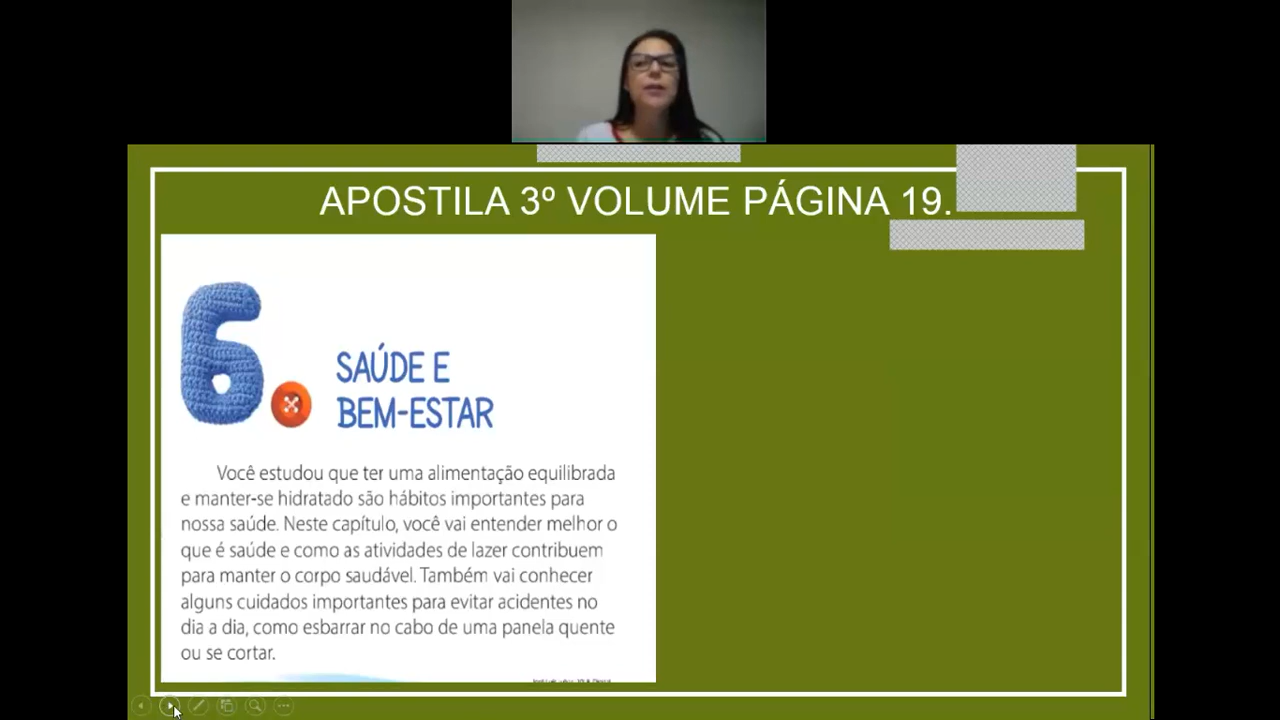 APOSTILA 3º VOLUME PÁGINA 19.
6.
SAÚDE E
BEM-ESTAR
Você estudou que ter uma alimentação equilibrada
e manter-se hidratado são hábitos importantes para
nossa saúde. Neste capítulo, você vai entender melhor o
que é saúde e como as atividades de lazer contribuem
para manter o corpo saudável. Também vai conhecer
alguns cuidados importantes para evitar acidentes no
dia a dia, como esbarrar no cabo de uma panela quente
ou se cortar.